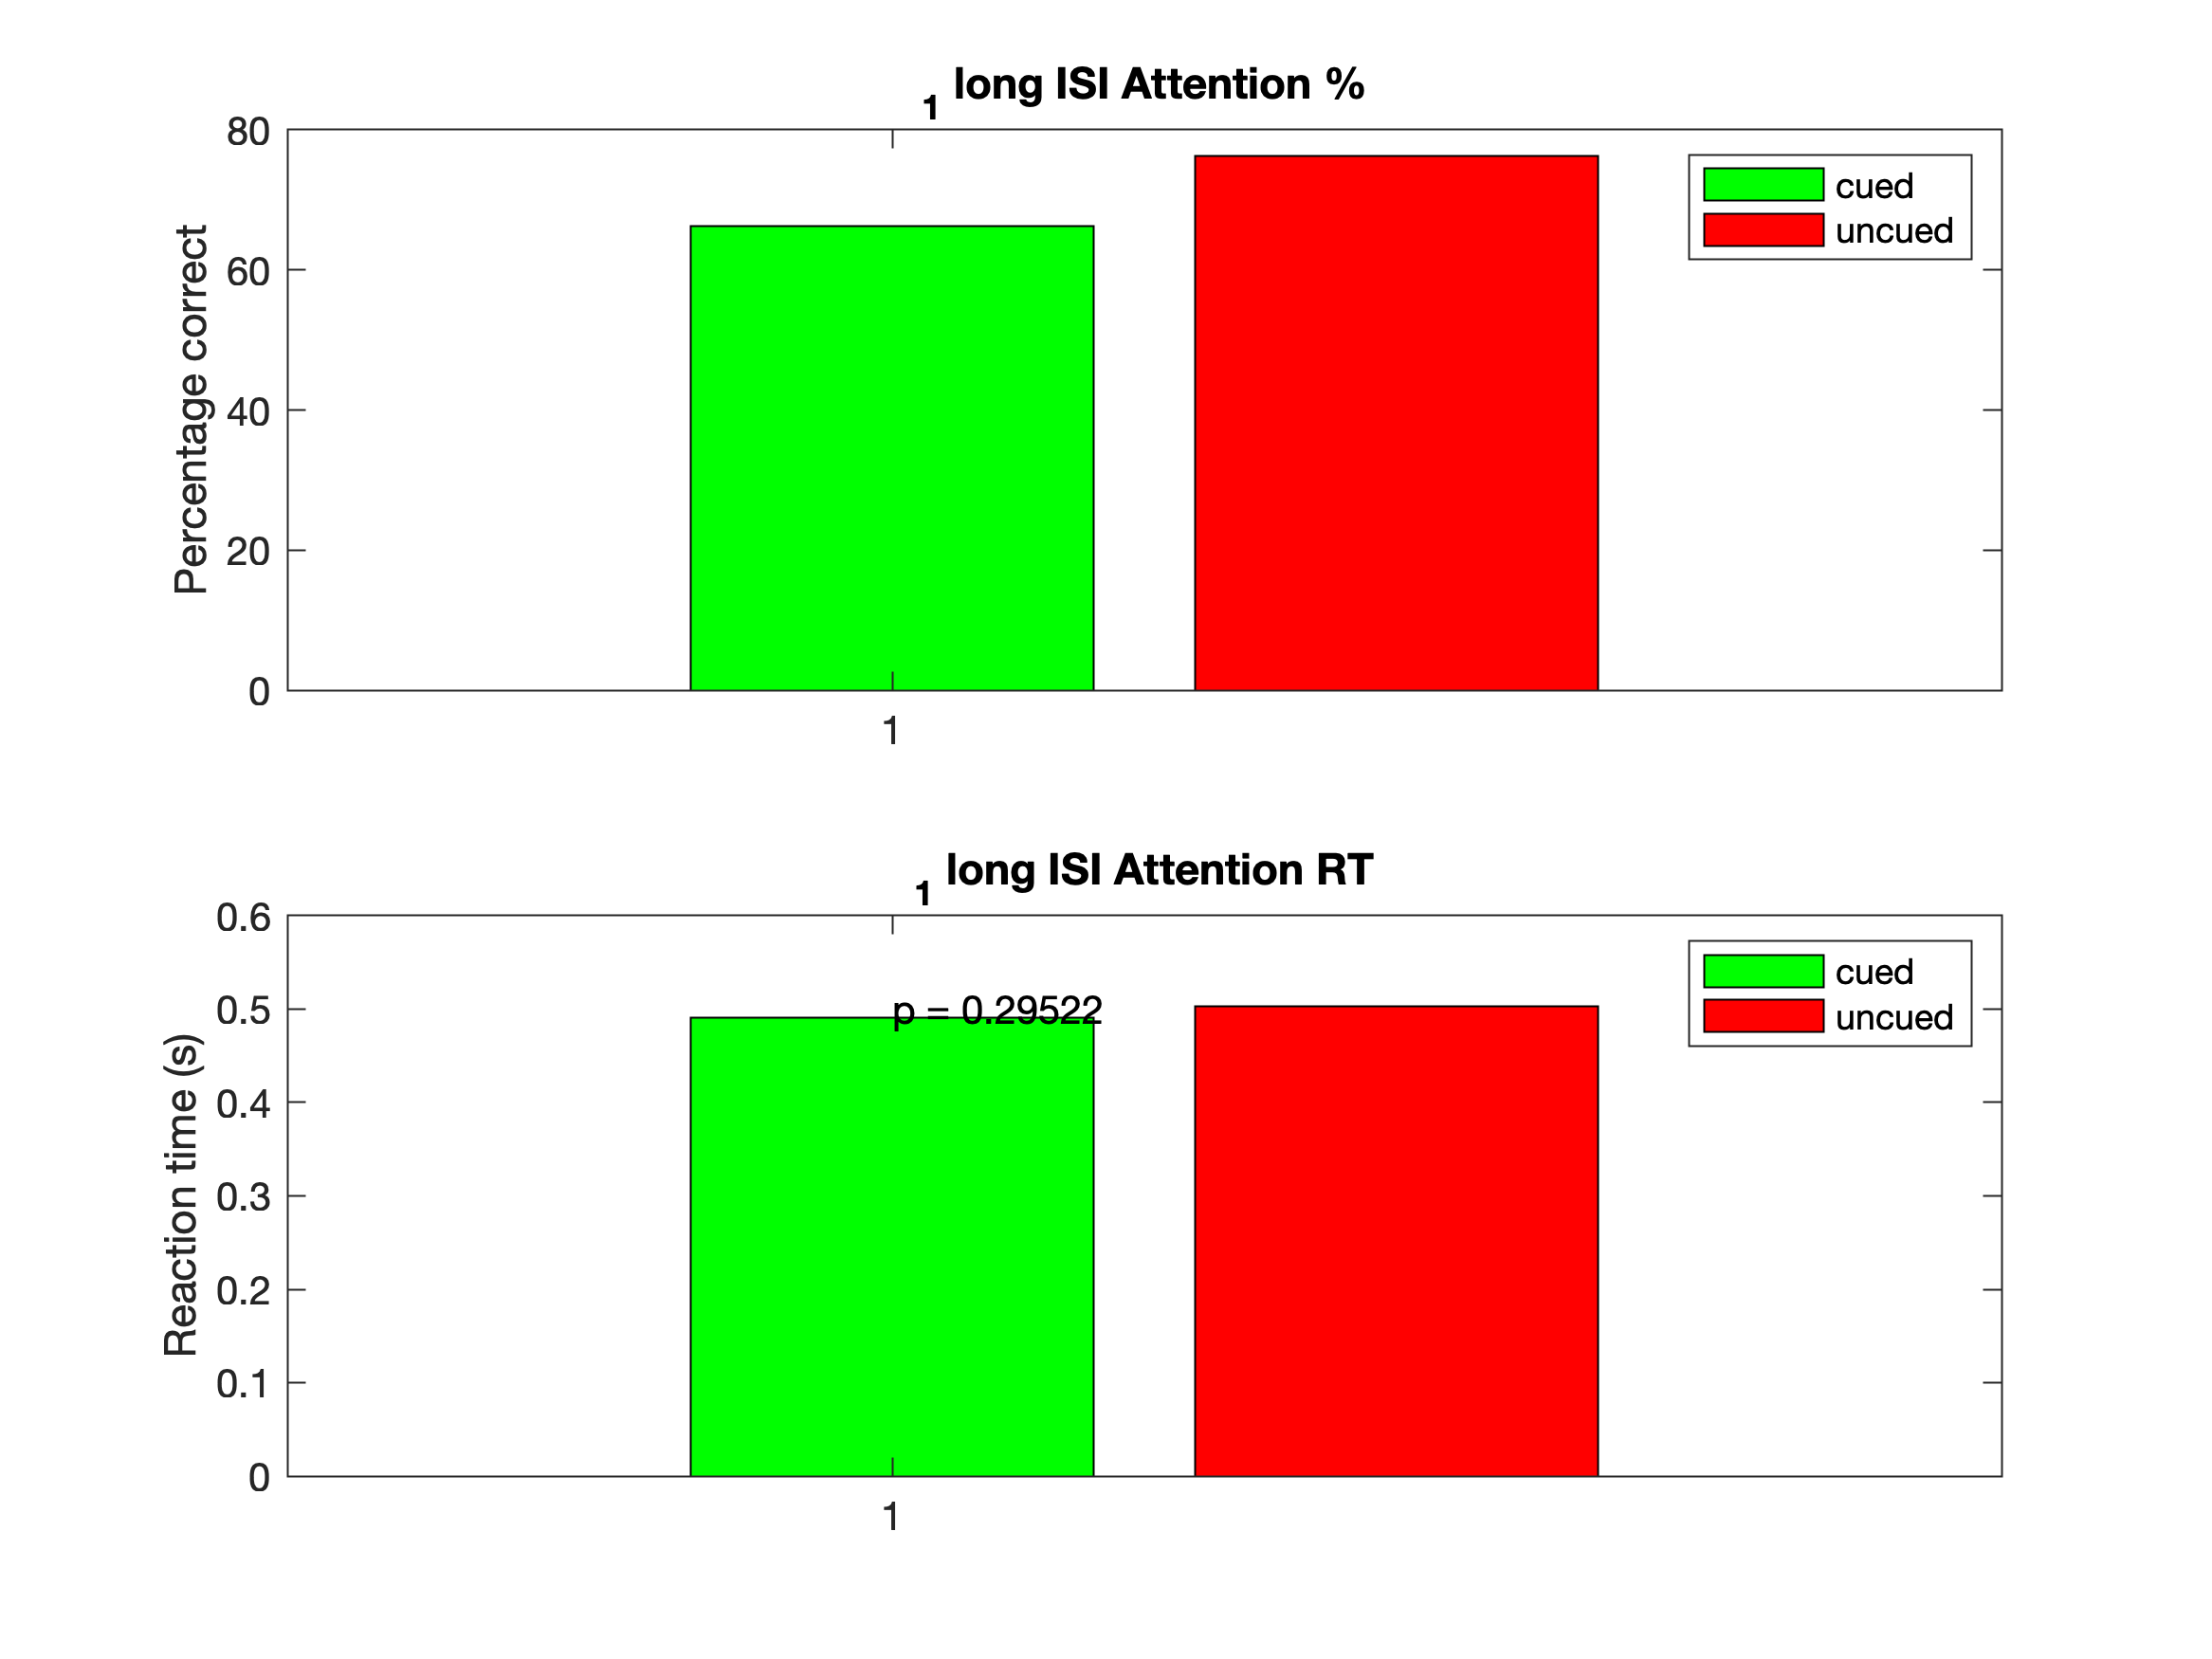 ₁ long ISI Attention %
80
60
40
20
0
Percentage correct
cued
uncued
1
₁ long ISI Attention RT
0.6
0.5
0.4
0.3
0.2
0.1
0
Reaction time (s)
p = 0.29522
cued
uncued
1